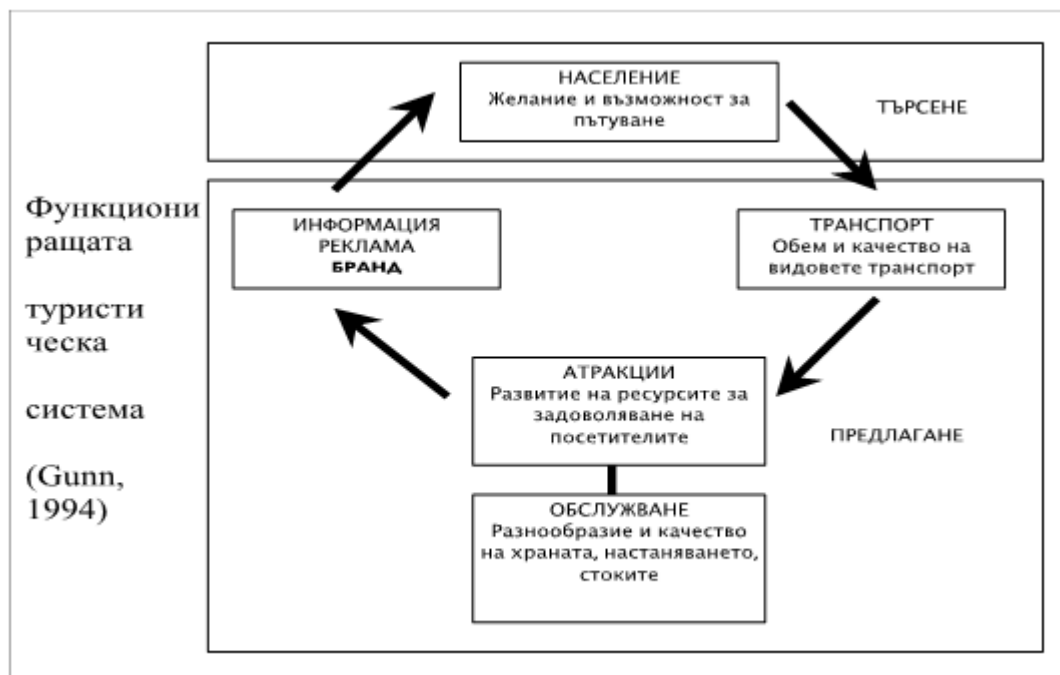 НАСЕЛЕНИЕ
Желание и възможност за
пътуване
ТЪРСЕНЕ
Функциони
ращата
туристи
ческа
система
(Gunn,
1994)
ИНФОРМАЦИЯ
РЕКЛАМА
БРАНД
ТРАНСПОРТ
Обем и качество на
видовете транспорт
АТРАКЦИИ
Развитие на ресурсите за
задоволяване на
посетителите
ПРЕДЛАГАНЕ
ОБСЛУЖВАНЕ
Разнообразие и качество
на храната, настаняването,
стоките